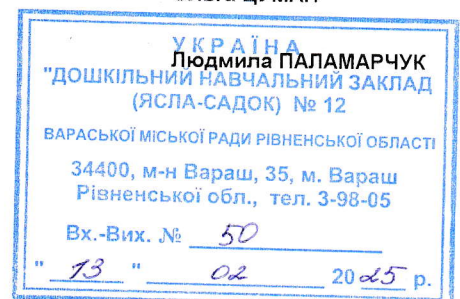 УКРАЇНА
Людмила ПАЛАМАРЧУК
"ДОШКІЛЬНИЙ НАВЧАЛЬНИЙ ЗАКЛАД
(ЯСЛА-САДОК) № 12
ВАРАСЬКОЇ МІСЬКОЇ РАДИ РІВНЕНСЬКОЇ ОБЛАСТІ
34400, м-н Вараш, 35, м. Вараш
Рівненської обл., тел. 3-98-05
Вх.-Вих. № 50
" 13 " 02 2025 р.